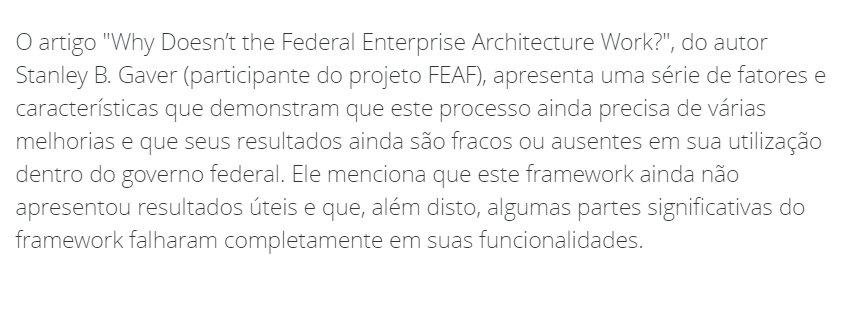 O artigo "Why Doesn’t the Federal Enterprise Architecture Work?", do autor
Stanley B. Gaver (participante do projeto FEAF), apresenta uma série de fatores e
características que demonstram que este processo ainda precisa de várias
melhorias e que seus resultados ainda são fracos ou ausentes em sua utilização
dentro do governo federal. Ele menciona que este framework ainda não
apresentou resultados úteis e que, além disto, algumas partes significativas do
framework falharam completamente em suas funcionalidades.